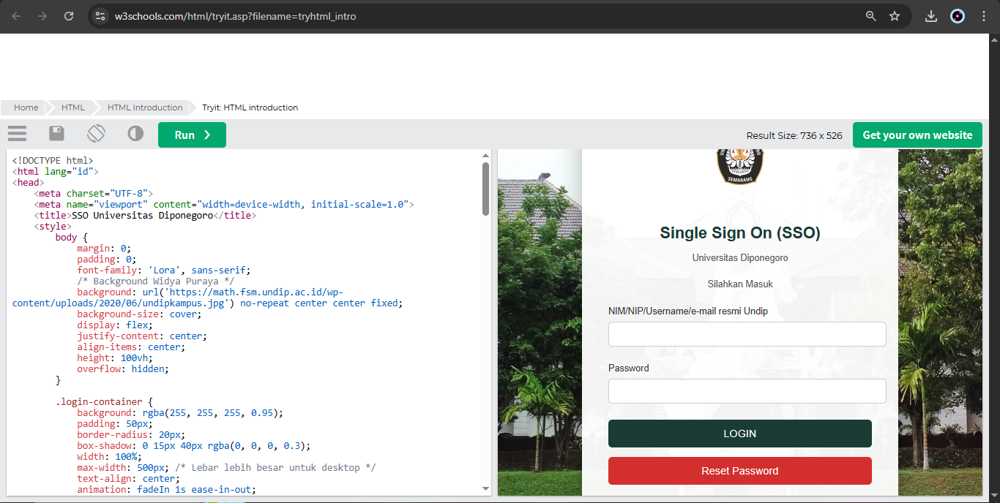 w3schools.com/html/tryit.asp?filename=tryhtml_intro
Home
HTML
HTML Introduction
Tryit: HTML introduction
Run ❯
Result Size: 736 x 526
Get your own website
<!DOCTYPE html>
<html lang="id">
<head>
    <meta charset="UTF-8">
    <meta name="viewport" content="width=device-width, initial-scale=1.0">
    <title>SSO Universitas Diponegoro</title>
    <style>
        body {
            margin: 0;
            padding: 0;
            font-family: 'Lora', sans-serif;
            /* Background Widya Puraya */
            background: url('https://math.fsm.undip.ac.id/wp-
content/uploads/2020/06/undipkampus.jpg') no-repeat center center fixed;
            background-size: cover;
            display: flex;
            justify-content: center;
            align-items: center;
            height: 100vh;
            overflow: hidden;
        }
        .login-container {
            background: rgba(255, 255, 255, 0.95);
            padding: 50px;
            border-radius: 20px;
            box-shadow: 0 15px 40px rgba(0, 0, 0, 0.3);
            width: 100%;
            max-width: 500px; /* Lebar lebih besar untuk desktop */
            text-align: center;
            animation: fadeIn 1s ease-in-out;
SEMARANG
Single Sign On (SSO)
Universitas Diponegoro
Silahkan Masuk
NIM/NIP/Username/e-mail resmi Undip
Password
LOGIN
Reset Password